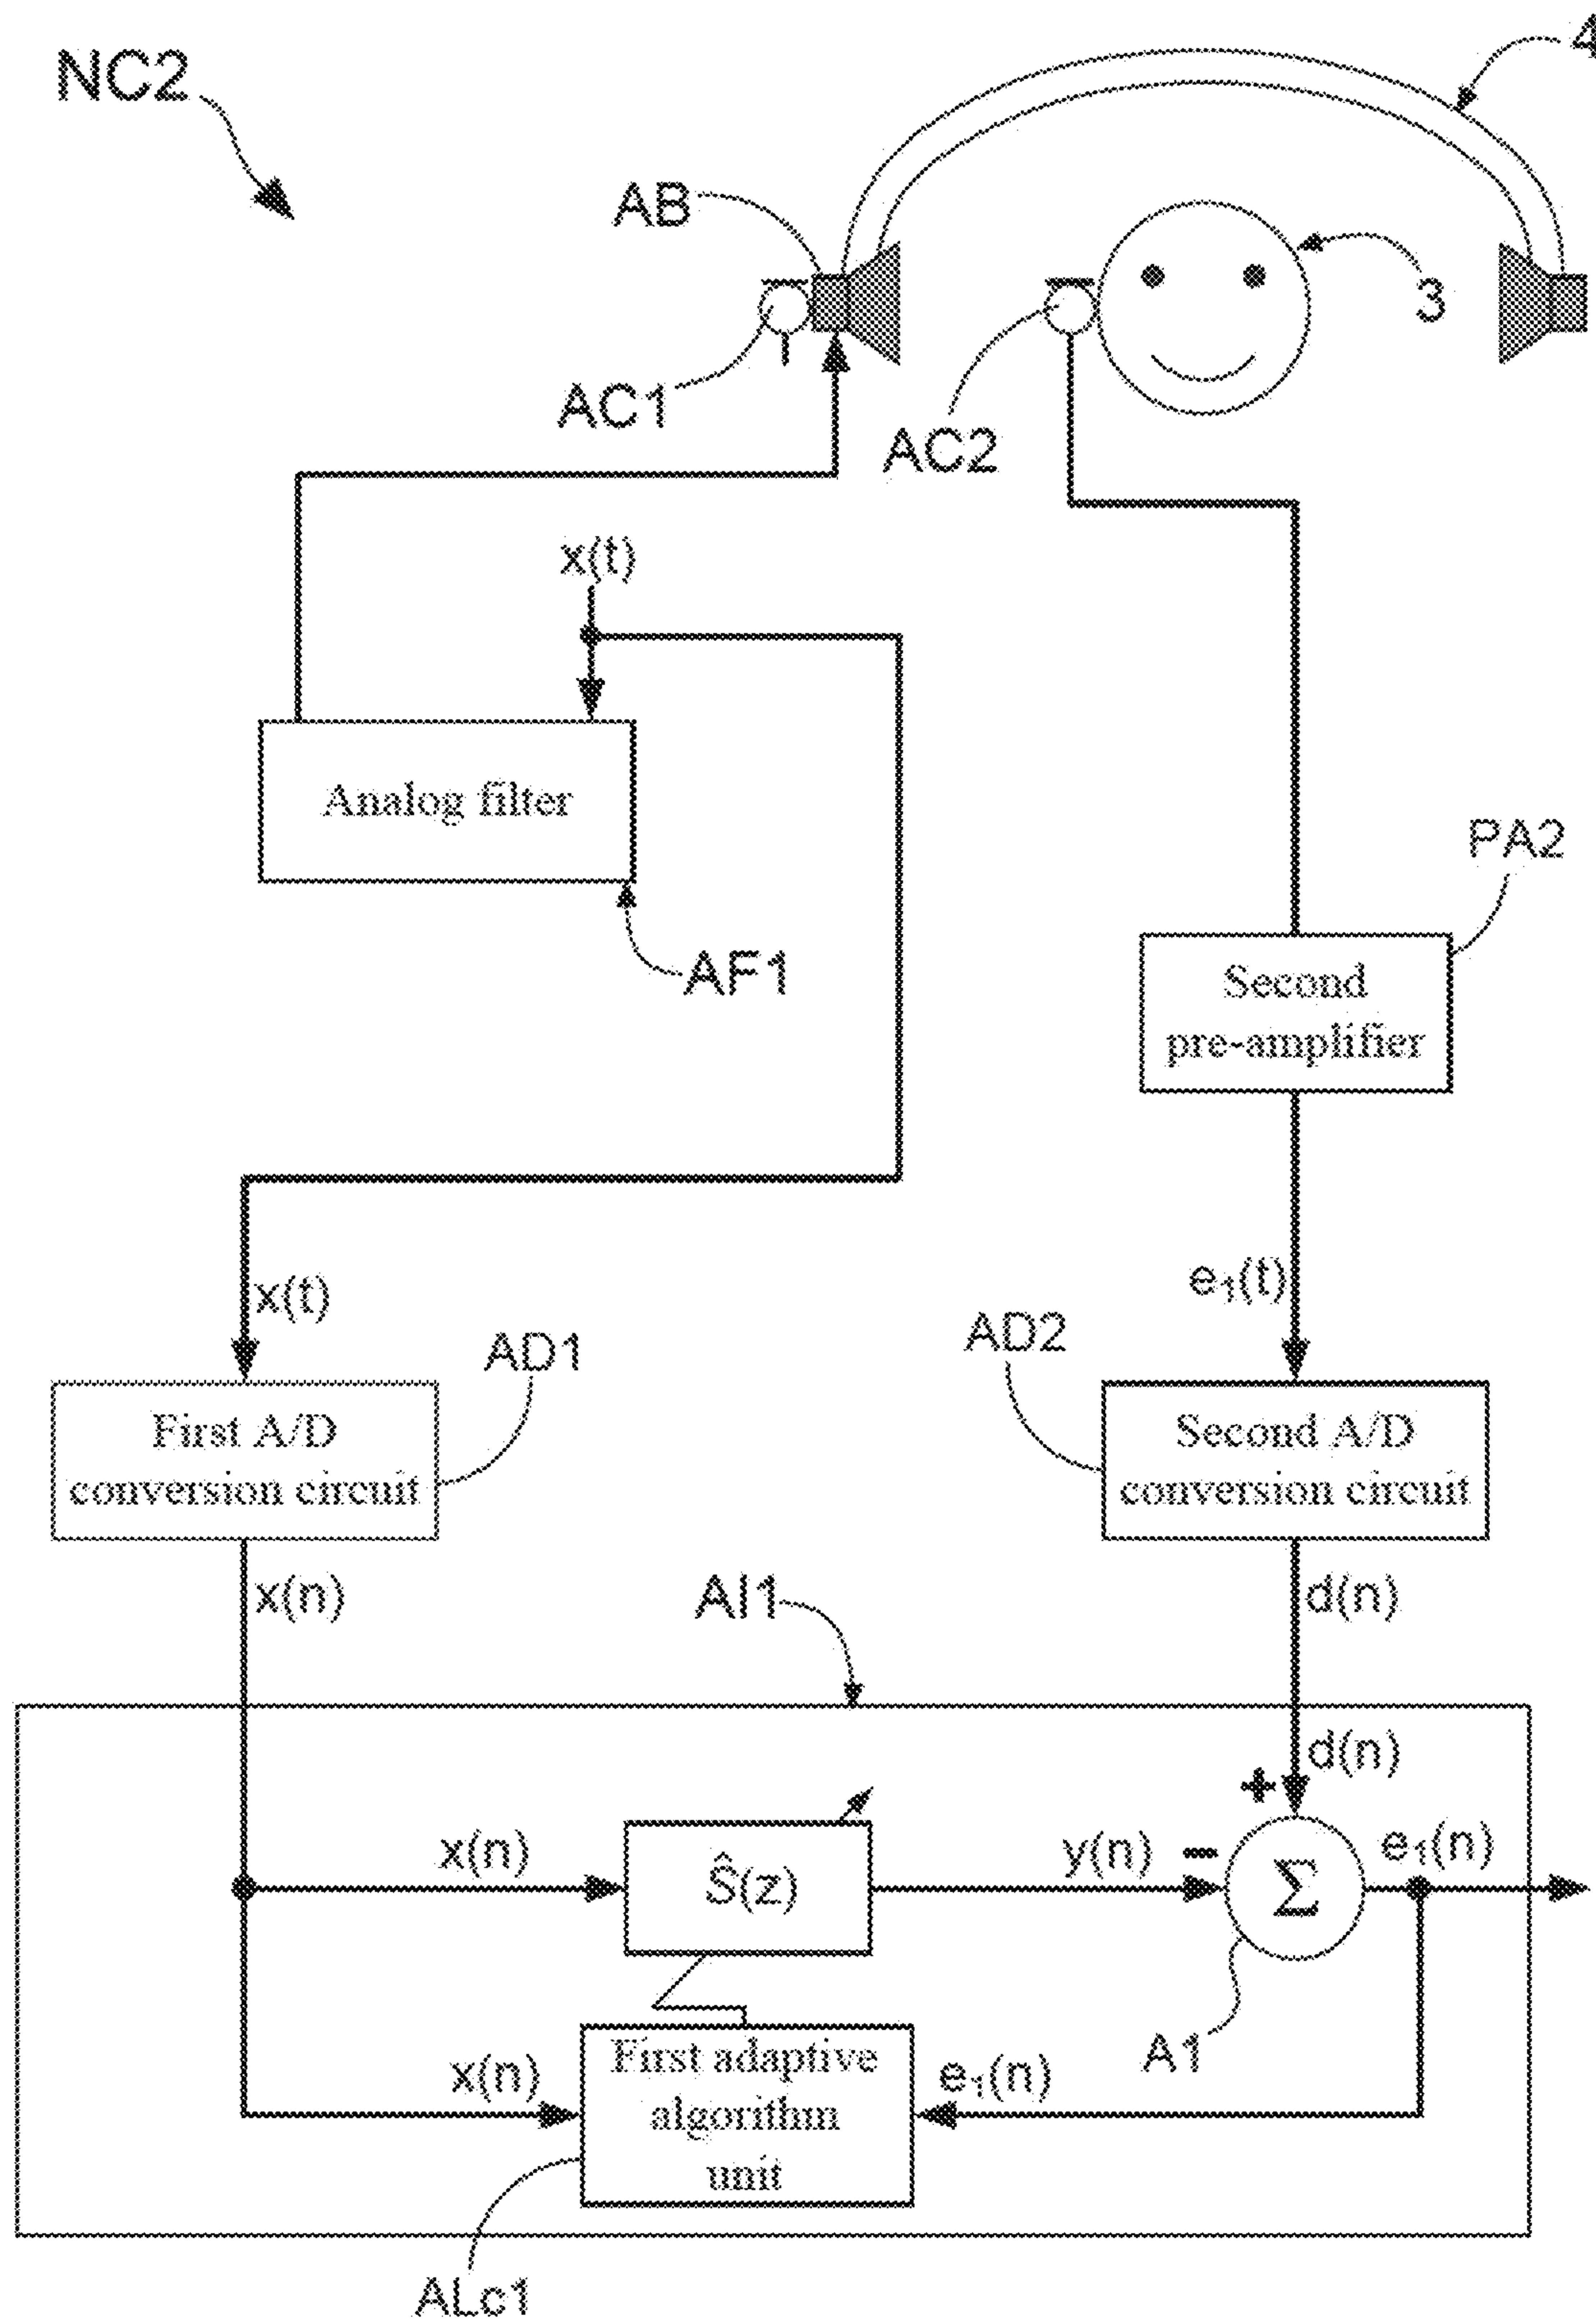 NC2
4
AB
3
AC1
AC2
x(t)
Analog filter
AF1
PA2
Second
pre-amplifier
x(t)
e₁(t)
AD1
AD2
First A/D
conversion circuit
Second A/D
conversion circuit
x(n)
AI1
d(n)
d(n)
+
x(n)
Ŝ(z)
y(n)
-
Σ
e₁(n)
A1
x(n)
First adaptive
algorithm
unit
e₁(n)
ALc1